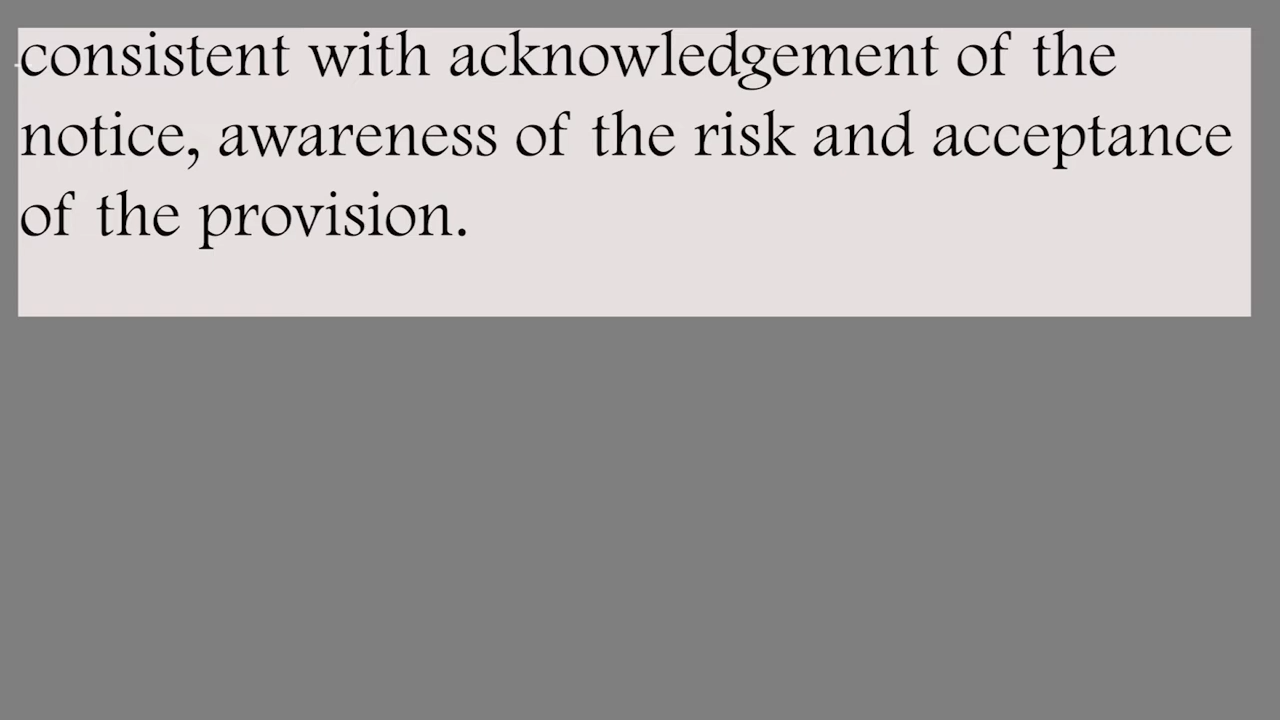 consistent with acknowledgement of the
notice, awareness of the risk and acceptance
of the provision.